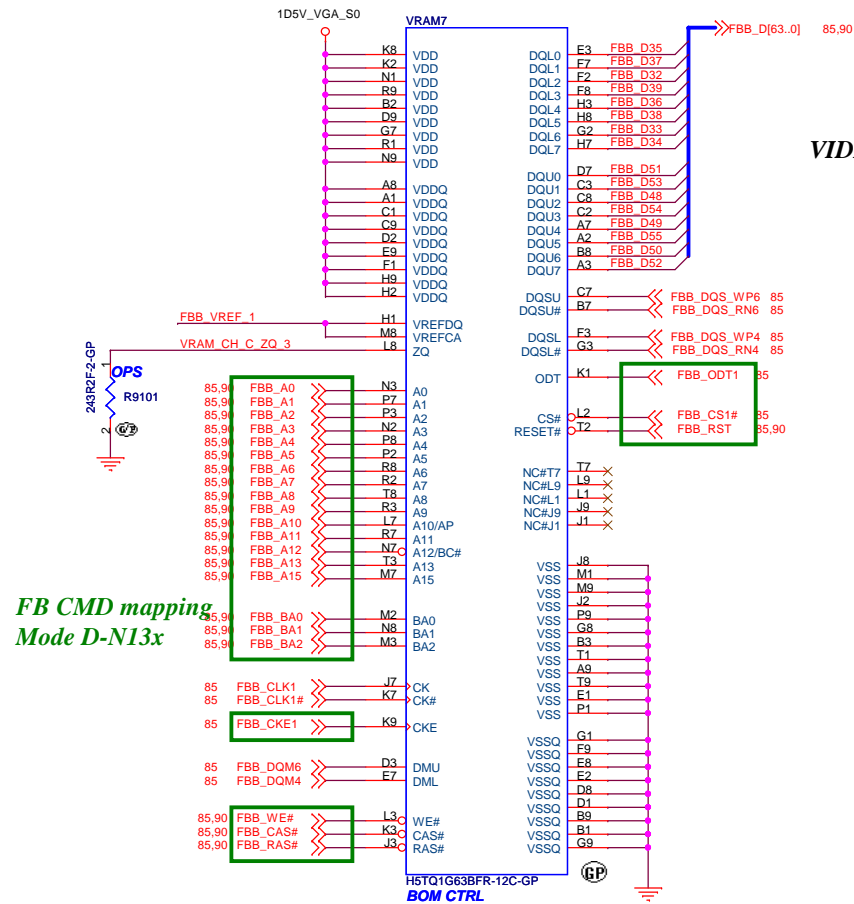 1D5V_VGA_S0
VRAM7
FBB_D[63..0] 85,90
K8 VDD
K2 VDD
N1 VDD
R9 VDD
B2 VDD
D9 VDD
G7 VDD
R1 VDD
N9 VDD
A8 VDDQ
A1 VDDQ
C1 VDDQ
C9 VDDQ
D2 VDDQ
E9 VDDQ
F1 VDDQ
H9 VDDQ
H2 VDDQ
FBB_VREF_1 H1 VREFDQ
M8 VREFCA
VRAM_CH_C_ZQ_3 L8 ZQ
243R2F-2-GP
1
OPS
R9101
2
G/P
85,90 FBB_A0 N3 A0
85,90 FBB_A1 P7 A1
85,90 FBB_A2 P3 A2
85,90 FBB_A3 N2 A3
85,90 FBB_A4 P8 A4
85,90 FBB_A5 P2 A5
85,90 FBB_A6 R8 A6
85,90 FBB_A7 R2 A7
85,90 FBB_A8 T8 A8
85,90 FBB_A9 R3 A9
85,90 FBB_A10 L7 A10/AP
85,90 FBB_A11 R7 A11
85,90 FBB_A12 N7 A12/BC#
85,90 FBB_A13 T3 A13
85,90 FBB_A15 M7 A15
FB CMD mapping
Mode D-N13x
85,90 FBB_BA0 M2 BA0
85,90 FBB_BA1 N8 BA1
85,90 FBB_BA2 M3 BA2
85 FBB_CLK1 J7 CK
85 FBB_CLK1# K7 CK#
85 FBB_CKE1 K9 CKE
85 FBB_DQM6 D3 DMU
85 FBB_DQM4 E7 DML
85,90 FBB_WE# L3 WE#
85,90 FBB_CAS# K3 CAS#
85,90 FBB_RAS# J3 RAS#
DQL0 E3 FBB_D35
DQL1 F7 FBB_D37
DQL2 F2 FBB_D32
DQL3 F8 FBB_D39
DQL4 H3 FBB_D36
DQL5 H8 FBB_D38
DQL6 G2 FBB_D33
DQL7 H7 FBB_D34
VID
DQU0 D7 FBB_D51
DQU1 C3 FBB_D53
DQU2 C8 FBB_D48
DQU3 C2 FBB_D54
DQU4 A7 FBB_D49
DQU5 A2 FBB_D55
DQU6 B8 FBB_D50
DQU7 A3 FBB_D52
DQSU C7 FBB_DQS_WP6 85
DQSU# B7 FBB_DQS_RN6 85
DQSL F3 FBB_DQS_WP4 85
DQSL# G3 FBB_DQS_RN4 85
ODT K1 FBB_ODT1 85
CS# L2 FBB_CS1# 85
RESET# T2 FBB_RST 85,90
NC#T7 T7
NC#L9 L9
NC#L1 L1
NC#J9 J9
NC#J1 J1
VSS J8
VSS M1
VSS M9
VSS J2
VSS P9
VSS G8
VSS B3
VSS T1
VSS A9
VSS T9
VSS E1
VSS P1
VSSQ G1
VSSQ F9
VSSQ E8
VSSQ E2
VSSQ D8
VSSQ D1
VSSQ B9
VSSQ B1
VSSQ G9
H5TQ1G63BFR-12C-GP
BOM CTRL
GP